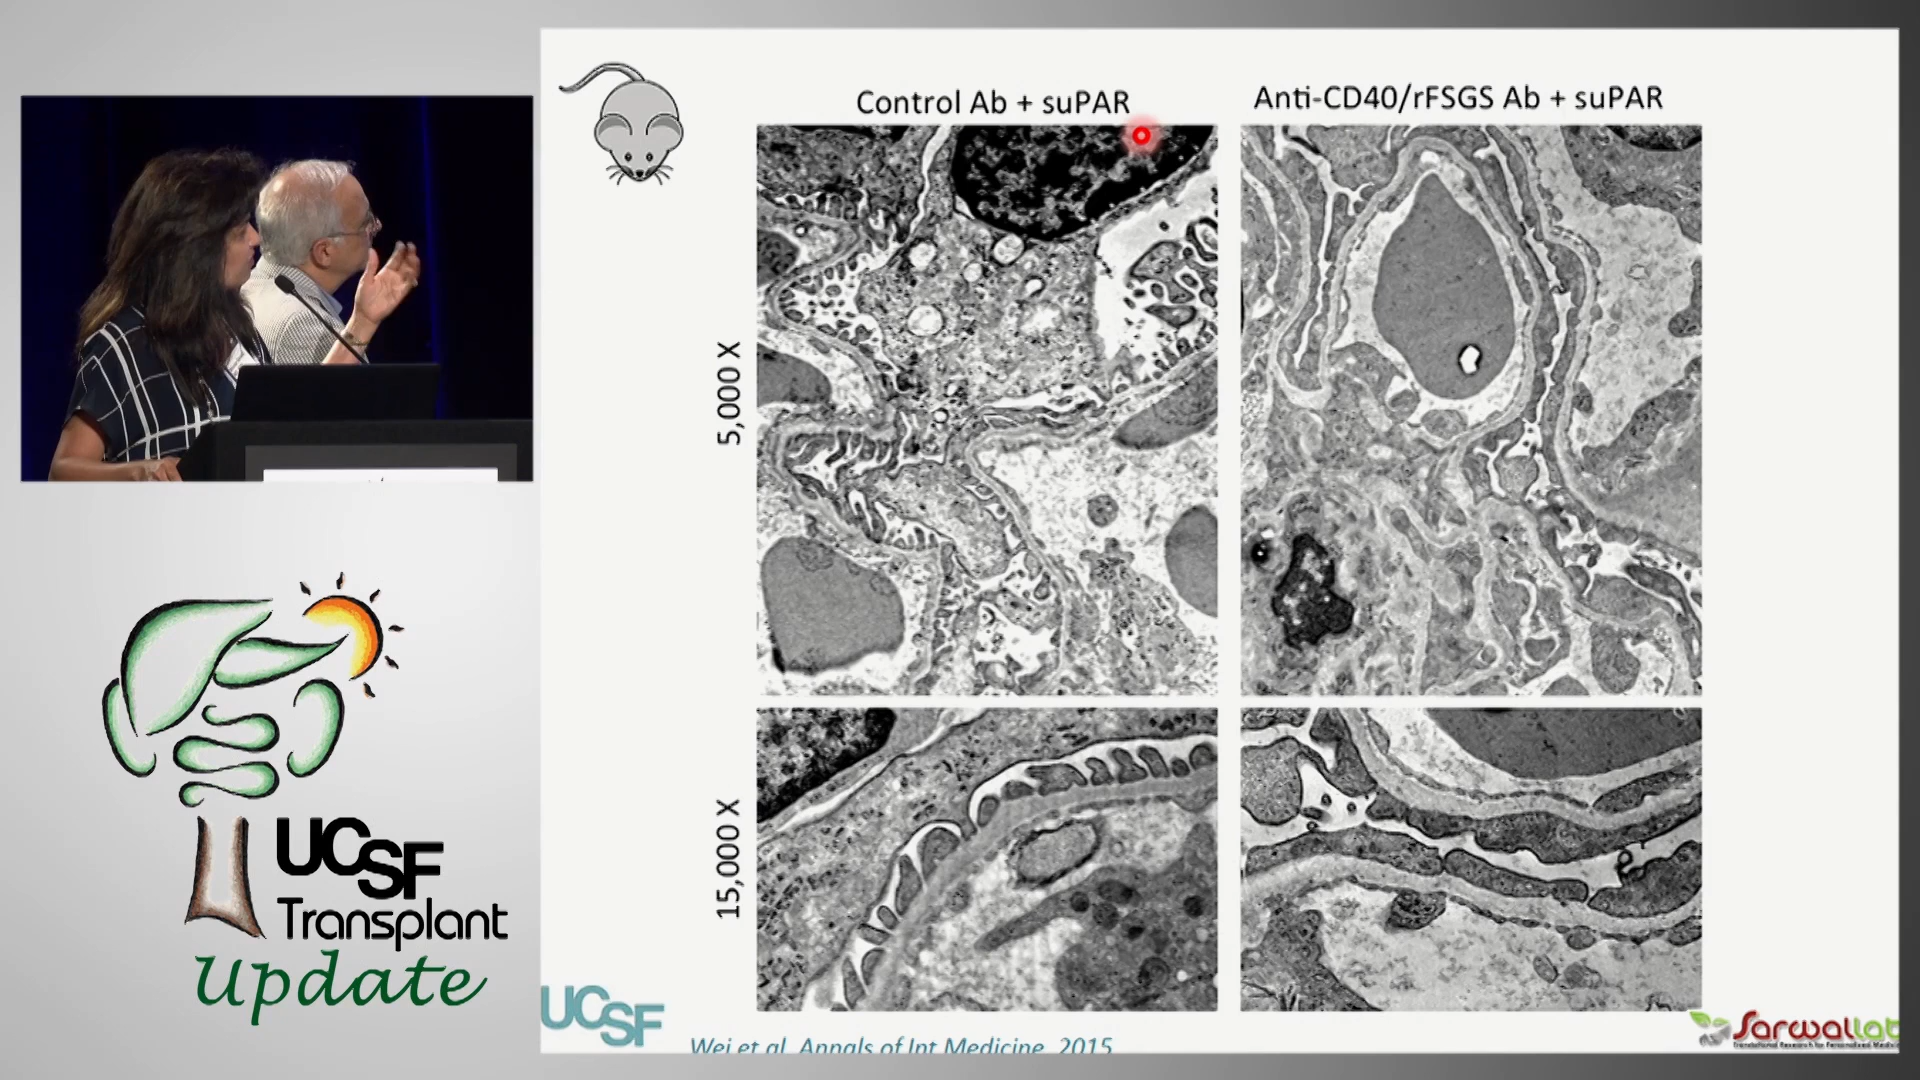 Control Ab + suPAR
Anti-CD40/rFSGS Ab + suPAR
5,000 X
15,000 X
UCSF
Transplant
Update
UCSF
Wei et al. Annals of Int Medicine, 2015
Sarwallab